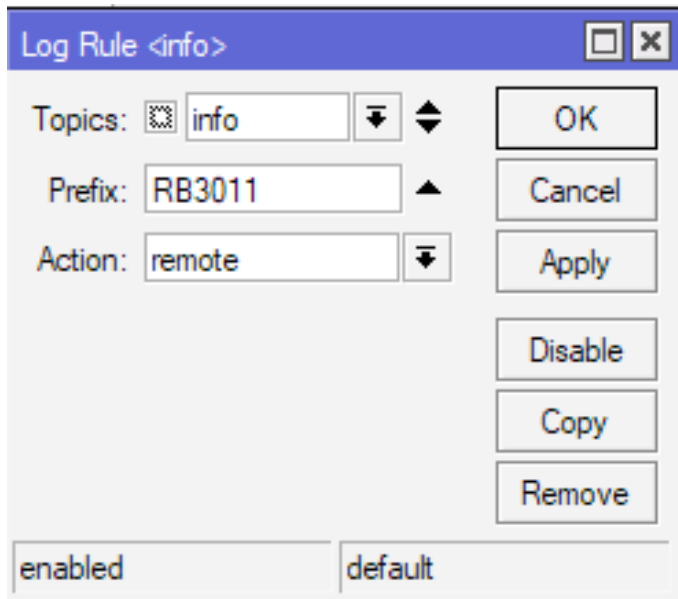 Log Rule <info>
Topics: info
OK
Prefix: RB3011
Cancel
Action: remote
Apply
Disable
Copy
Remove
enabled default